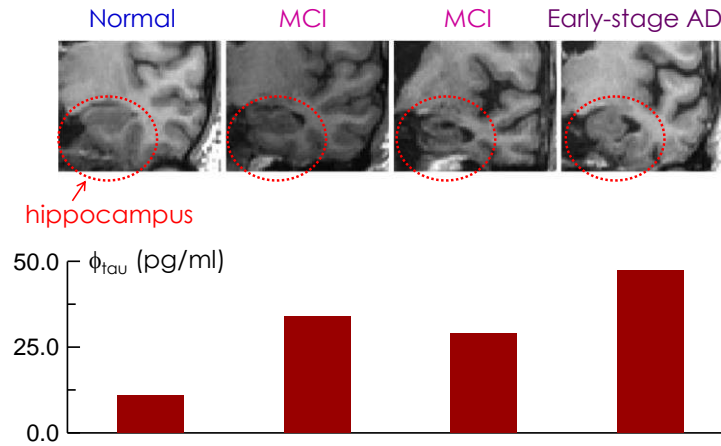 Normal MCI MCI Early-stage AD
hippocampus
50.0 ϕtau (pg/ml)
25.0
0.0